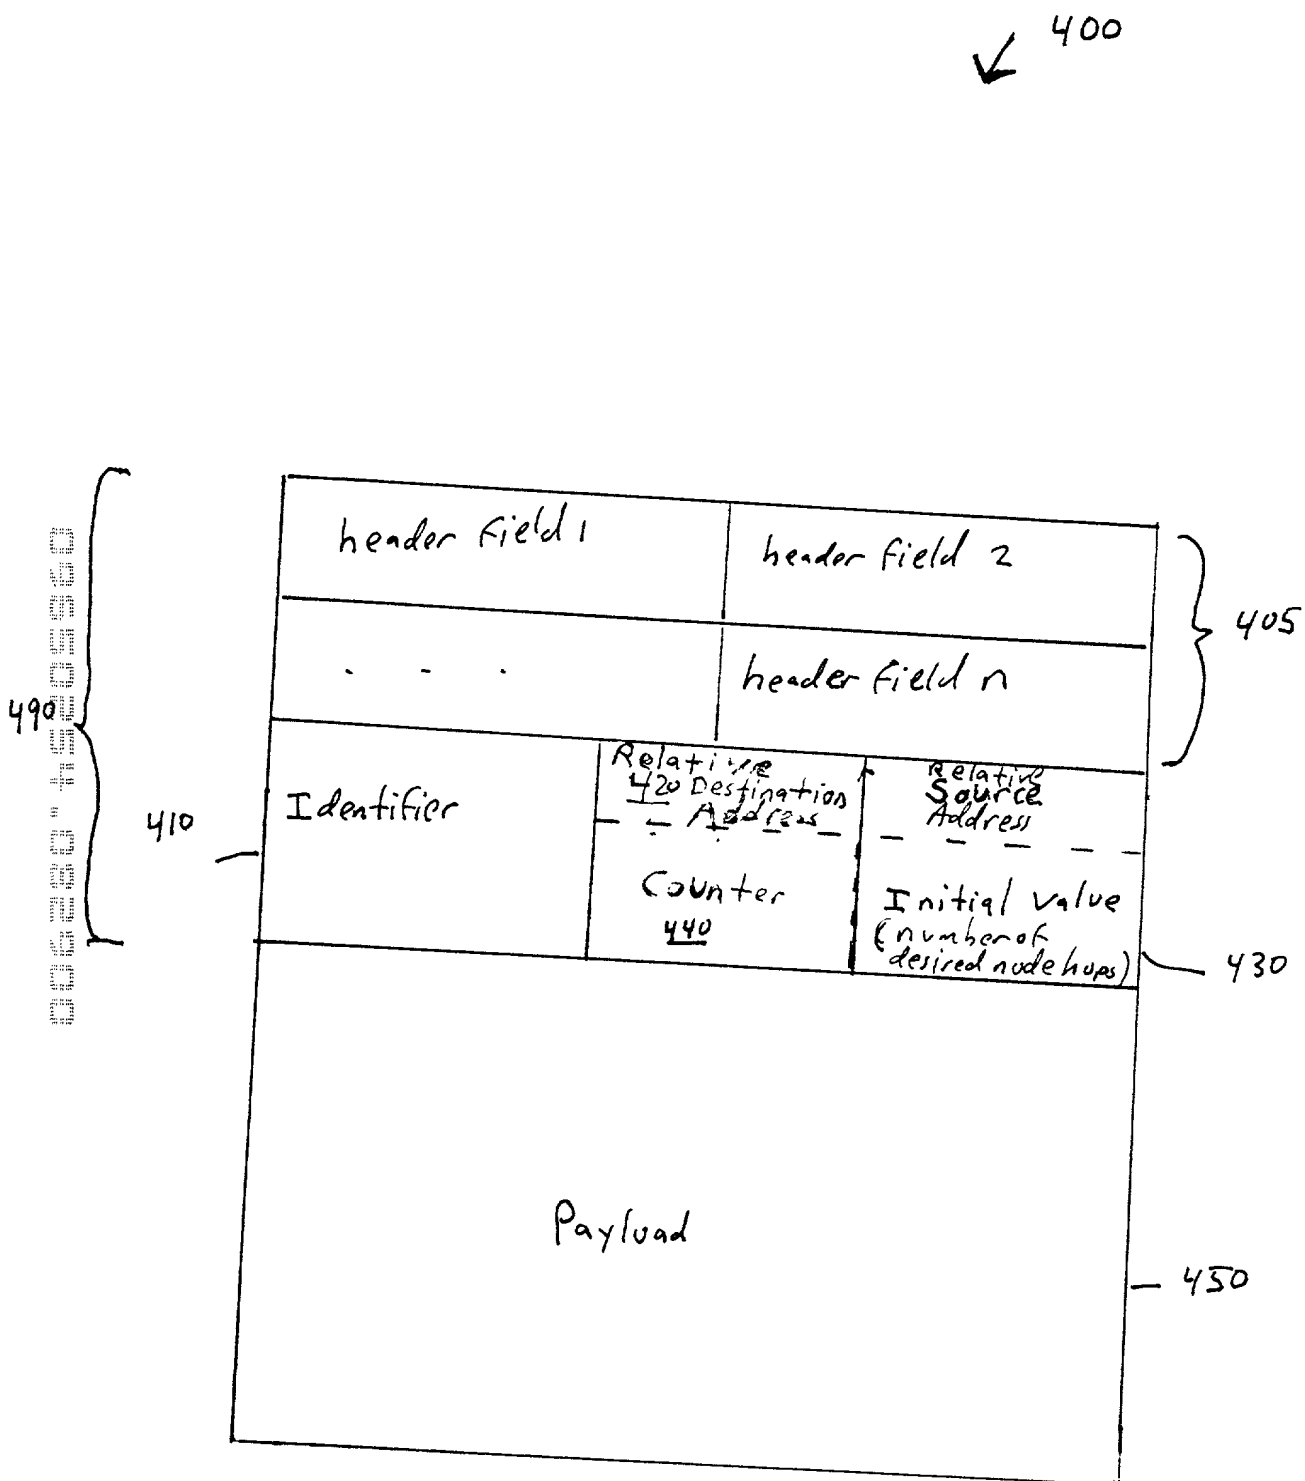 400
header field 1
header field 2
405
. . .
header field n
490
410
Identifier
Relative
420 Destination
Address
Relative
Source
Address
Counter
440
Initial value
(number of
desired node hops)
430
Payload
450